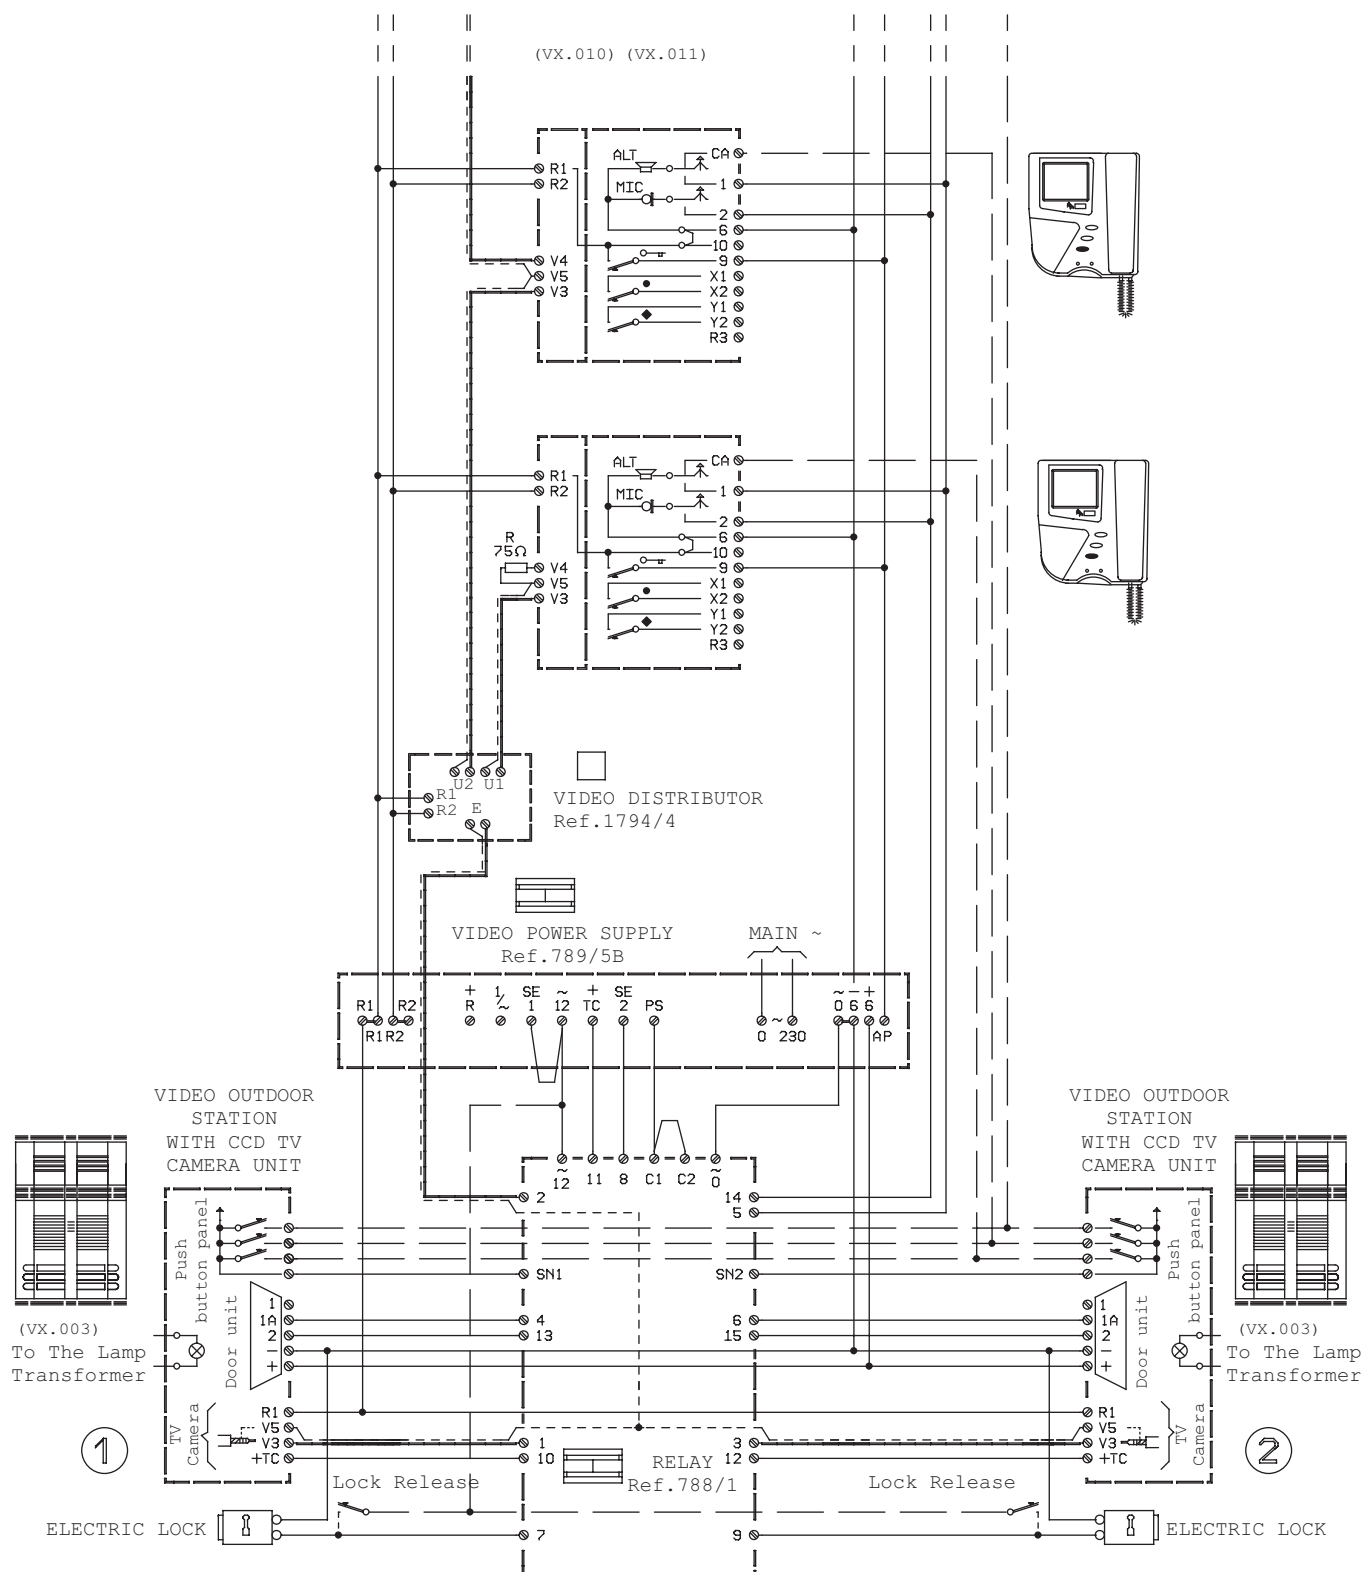 (VX.010) (VX.011)
ALT
CA
R1
R2
MIC
1
2
6
10
V4
9
V5
X1
V3
X2
Y1
Y2
R3
ALT
CA
R1
R2
MIC
1
2
6
10
R
75Ω
V4
9
V5
X1
V3
X2
Y1
Y2
R3
U2 U1
R1
R2
E
VIDEO DISTRIBUTOR
Ref.1794/4
VIDEO POWER SUPPLY
Ref.789/5B
MAIN ~
R1 R2
R1 R2
+ R
1/~
SE 1
~ 12
+ TC
SE 2
PS
0 ~ 230
~ 0
- 6
+ 6
AP
VIDEO OUTDOOR
STATION
WITH CCD TV
CAMERA UNIT
VIDEO OUTDOOR
STATION
WITH CCD TV
CAMERA UNIT
~ 12
11
8
C1
C2
~ 0
2
14
5
Push
button panel
Push
button panel
SN1
SN2
1
1A
2
-
+
Door unit
4
13
6
15
1
1A
2
-
+
Door unit
(VX.003)
To The Lamp
Transformer
(VX.003)
To The Lamp
Transformer
R1
V5
V3
+TC
TV
Camera
1
10
3
12
R1
V5
V3
+TC
TV
Camera
1
2
RELAY
Ref.788/1
Lock Release
Lock Release
ELECTRIC LOCK
7
9
ELECTRIC LOCK